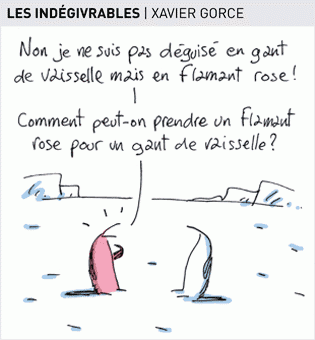 LES INDÉGIVRABLES | XAVIER GORCE
Non je ne suis pas déguisé en gant
de vaisselle mais en flamant rose!
Comment peut-on prendre un flamant
rose pour un gant de vaisselle?